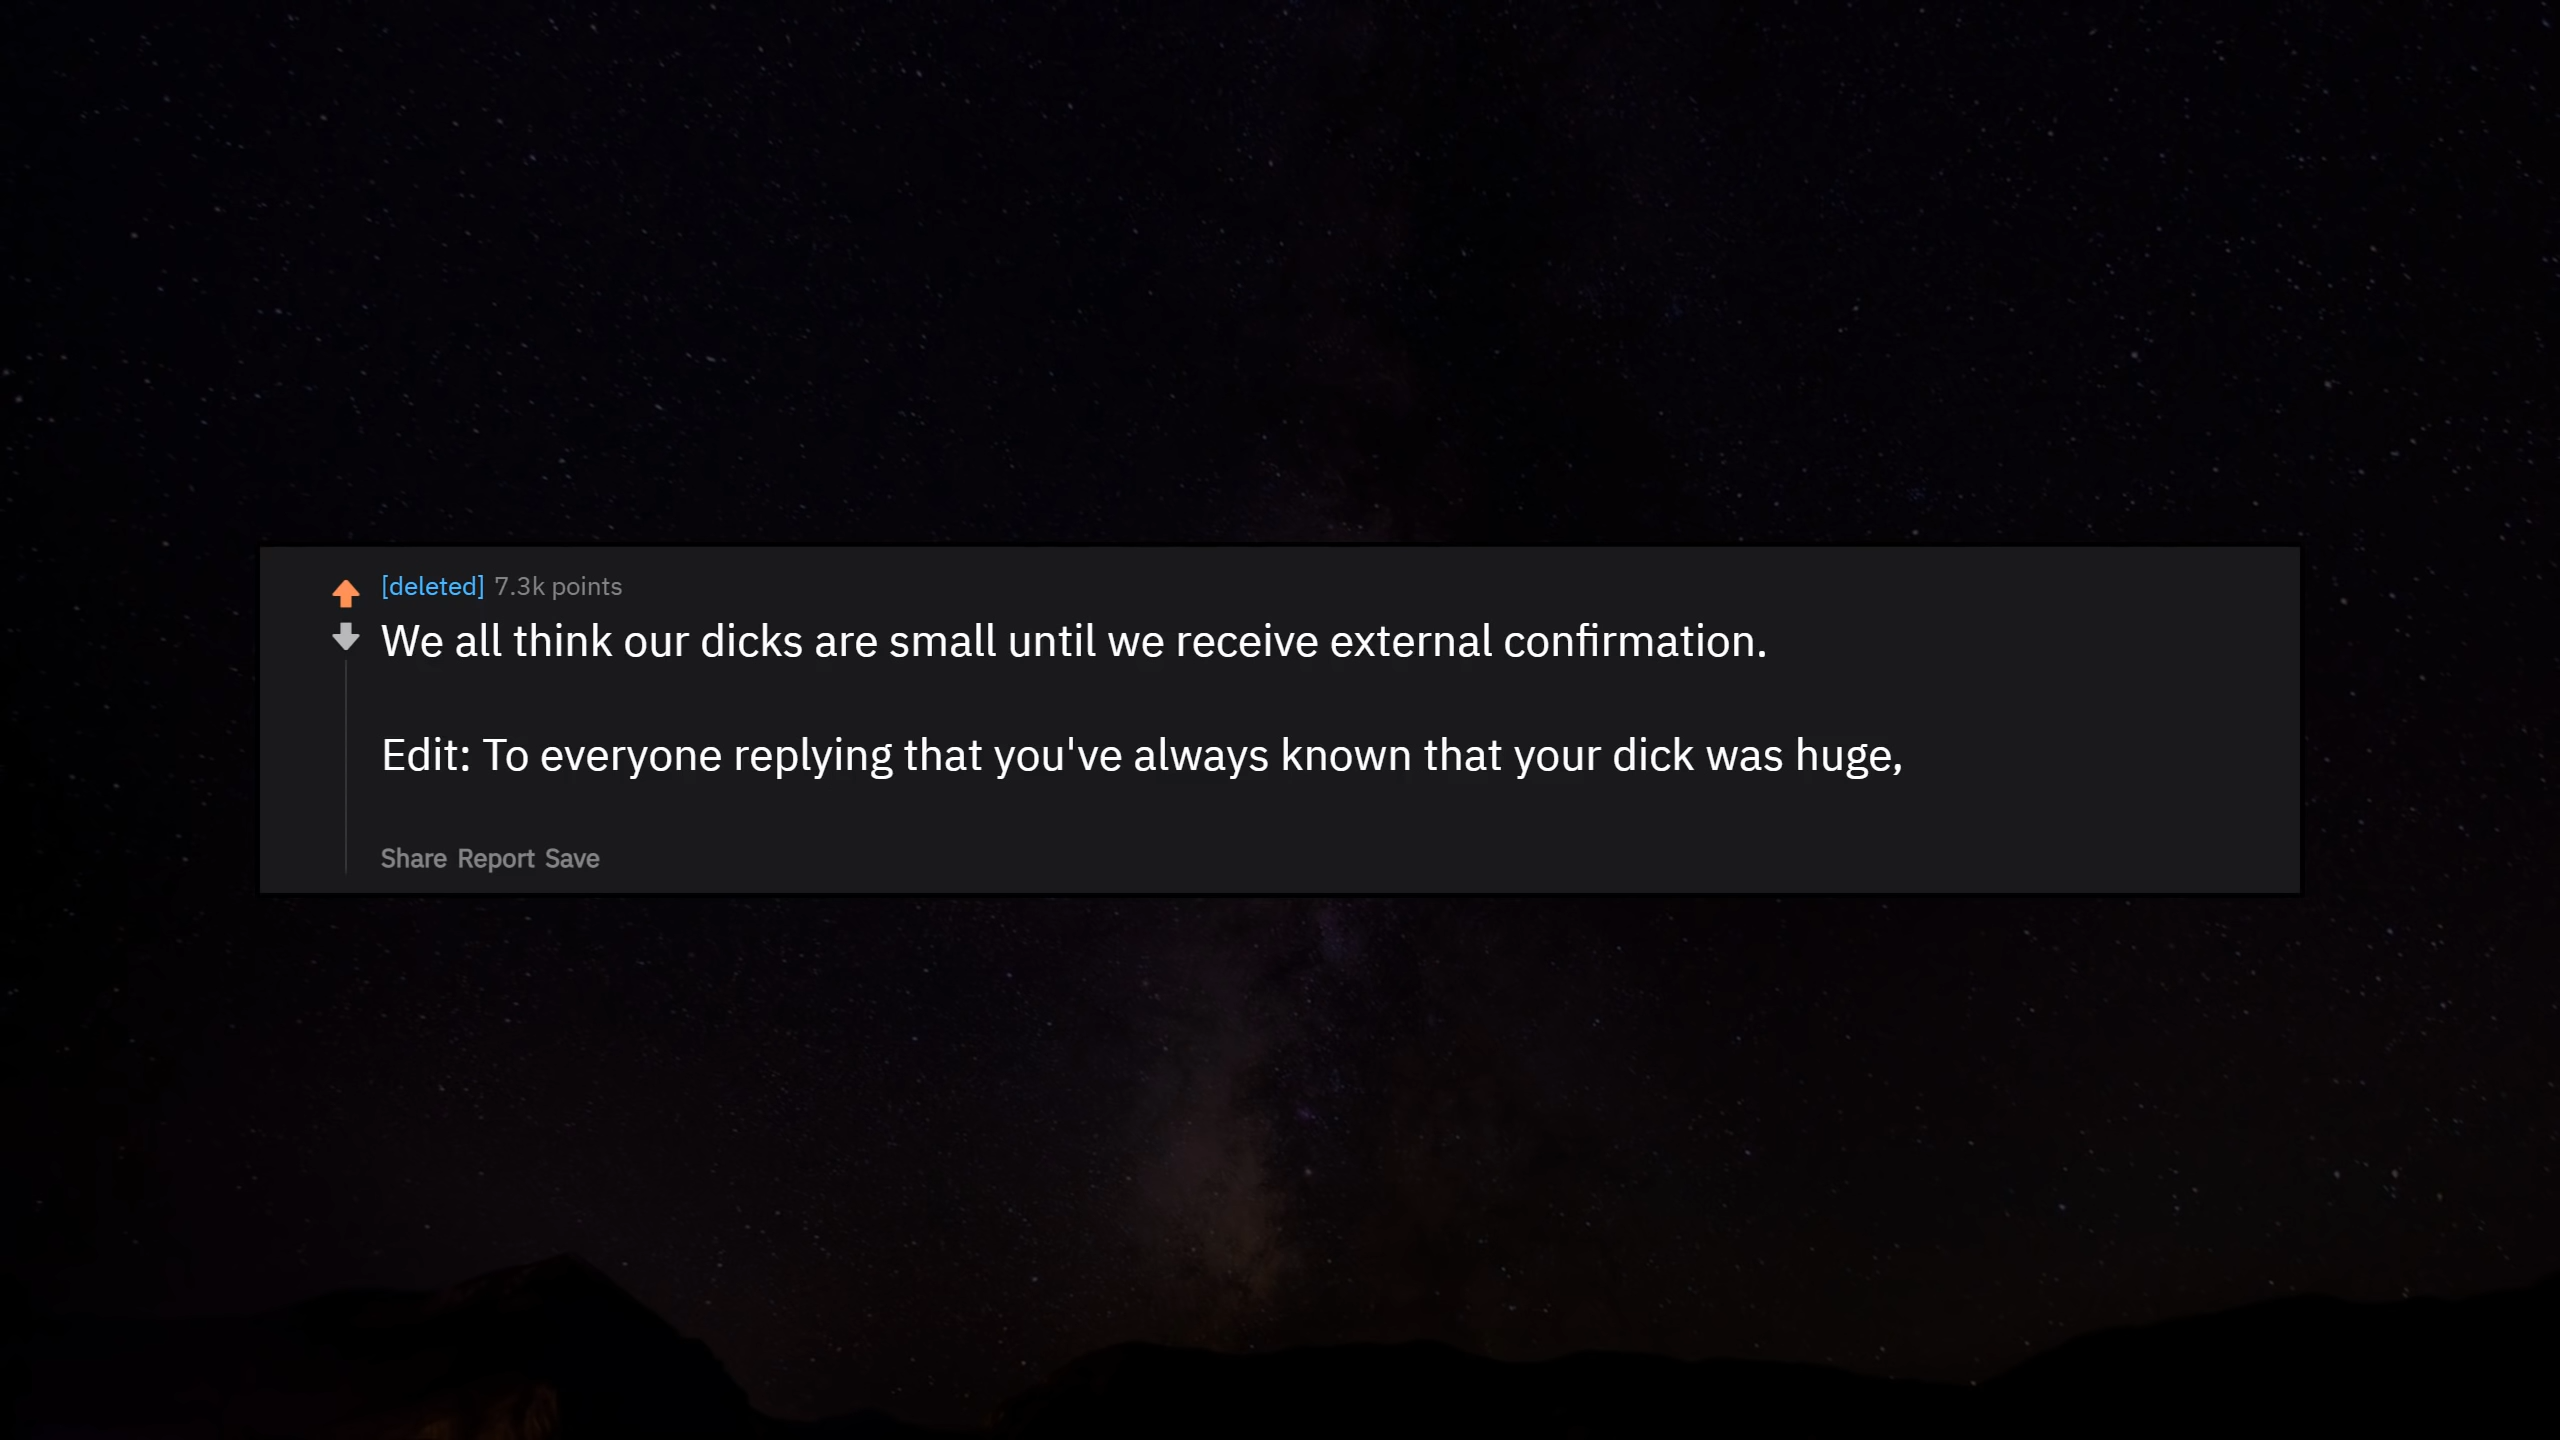 [deleted] 7.3k points
We all think our dicks are small until we receive external confirmation.
Edit: To everyone replying that you've always known that your dick was huge,
Share Report Save